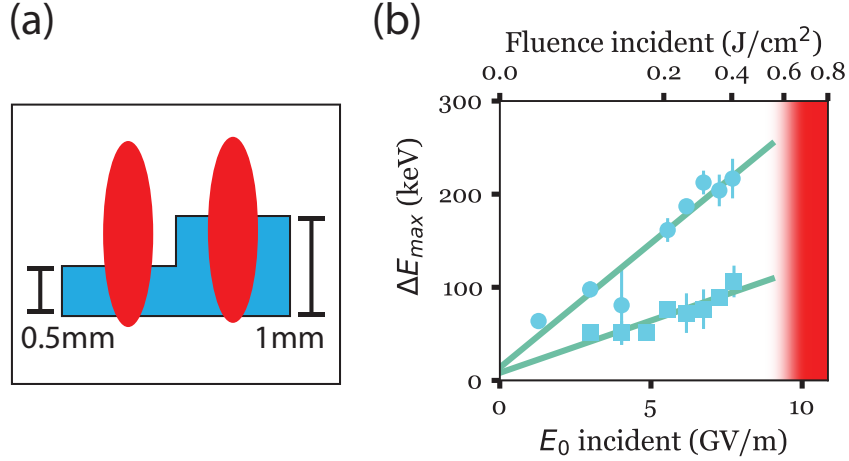 (a)
0.5mm
1mm
(b)
Fluence incident (J/cm²)
0.0 0.2 0.4 0.6 0.8
300
200
100
0
ΔE_max (keV)
0 5 10
E₀ incident (GV/m)